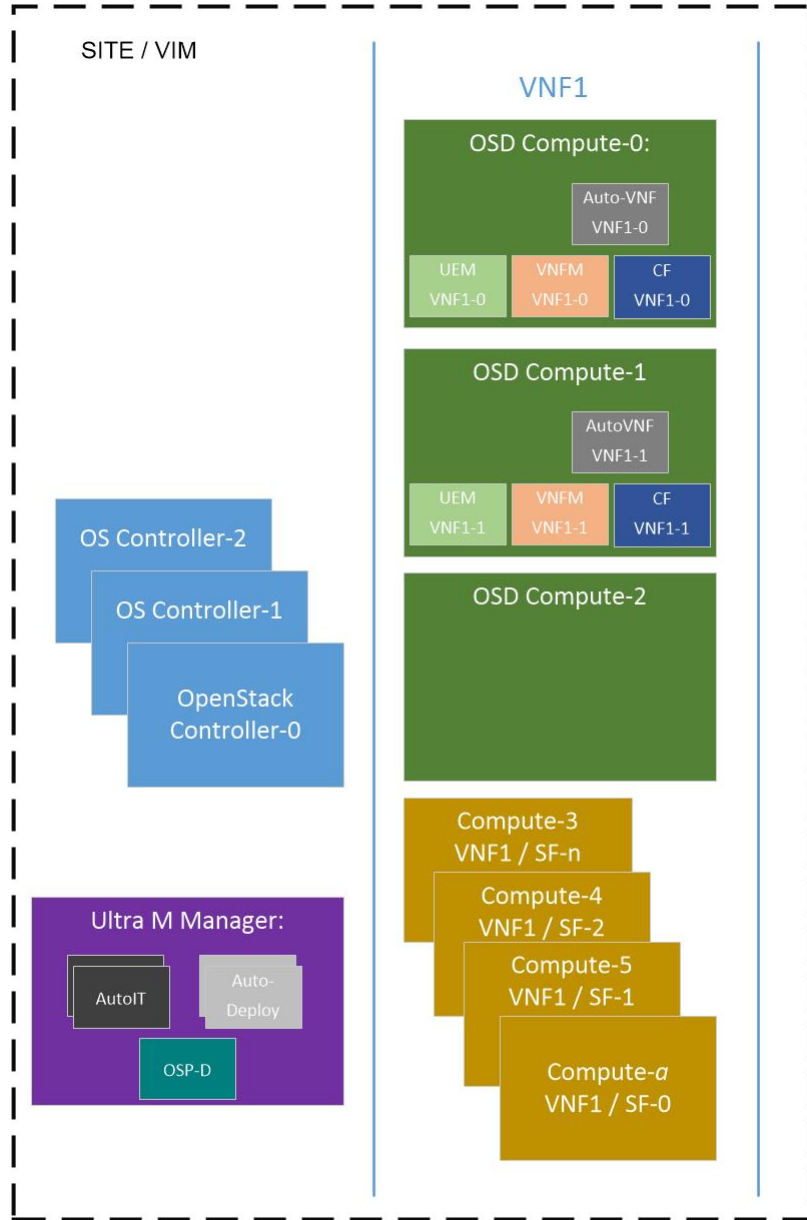 SITE / VIM
OS Controller-2
OS Controller-1
OpenStack
Controller-0
Ultra M Manager:
AutoIT
Auto-
Deploy
OSP-D
VNF1
OSD Compute-0:
Auto-VNF
VNF1-0
UEM
VNF1-0
VNFM
VNF1-0
CF
VNF1-0
OSD Compute-1
AutoVNF
VNF1-1
UEM
VNF1-1
VNFM
VNF1-1
CF
VNF1-1
OSD Compute-2
Compute-3
VNF1 / SF-n
Compute-4
VNF1 / SF-2
Compute-5
VNF1 / SF-1
Compute-a
VNF1 / SF-0